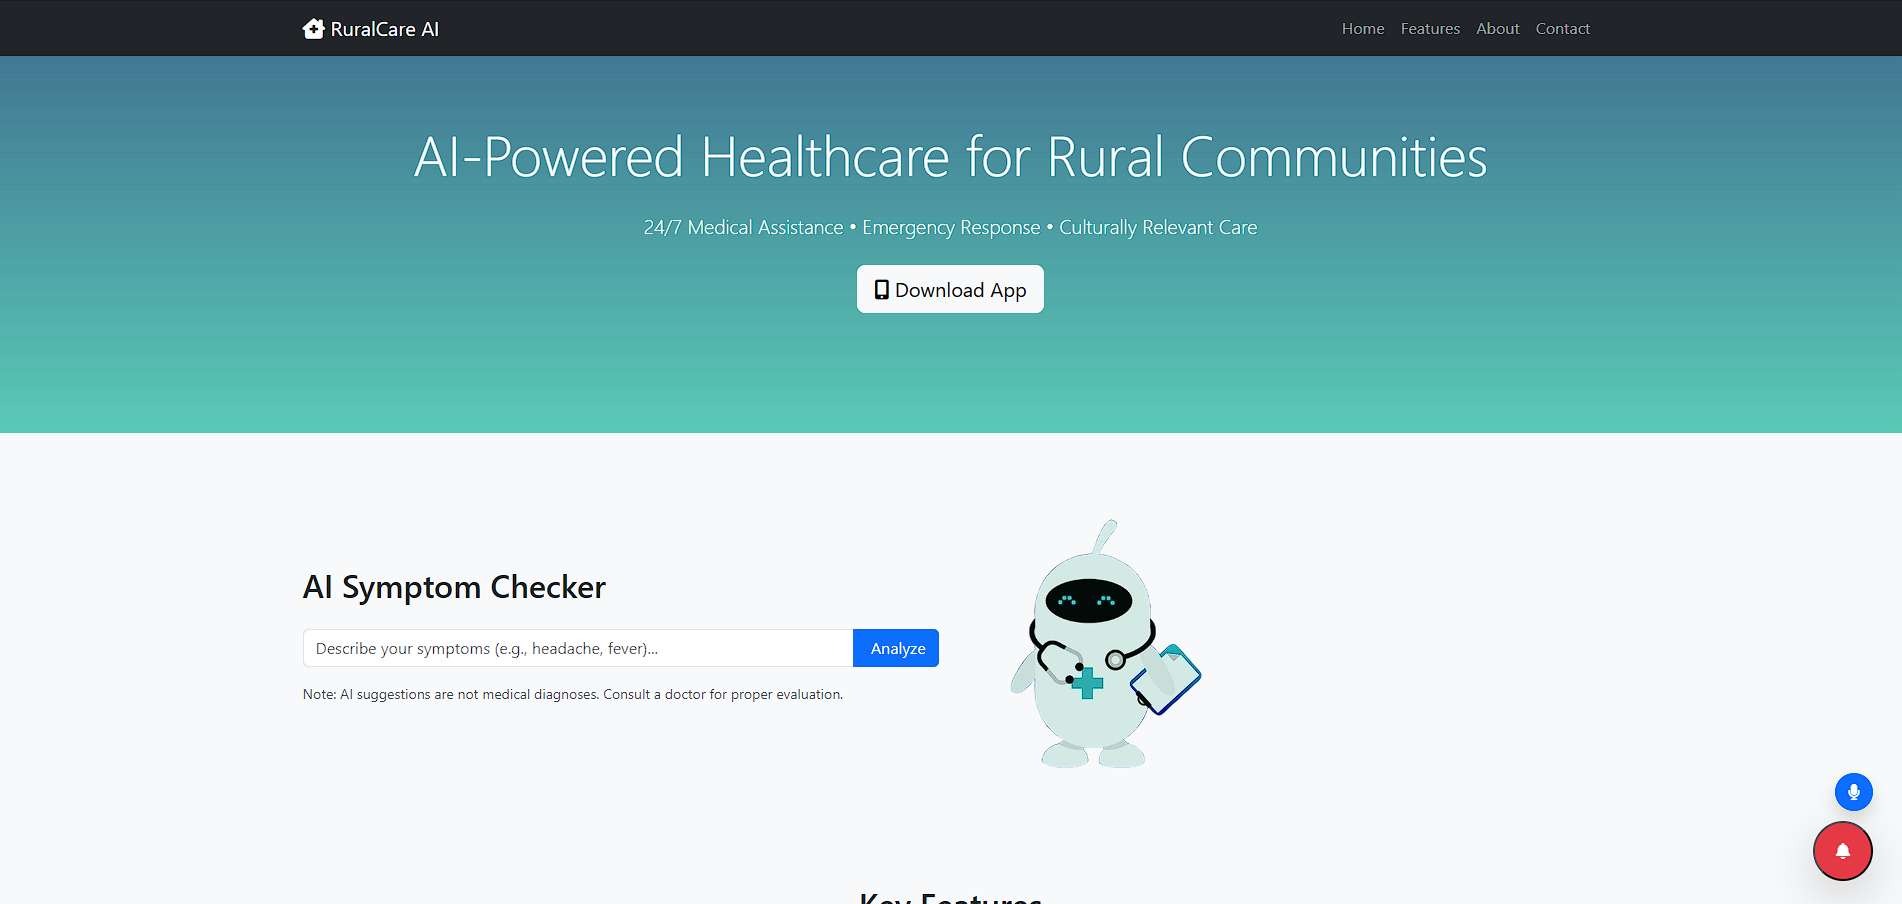 RuralCare AI
Home Features About Contact
AI-Powered Healthcare for Rural Communities
24/7 Medical Assistance • Emergency Response • Culturally Relevant Care
Download App
AI Symptom Checker
Describe your symptoms (e.g., headache, fever)...
Analyze
Note: AI suggestions are not medical diagnoses. Consult a doctor for proper evaluation.
Key Features